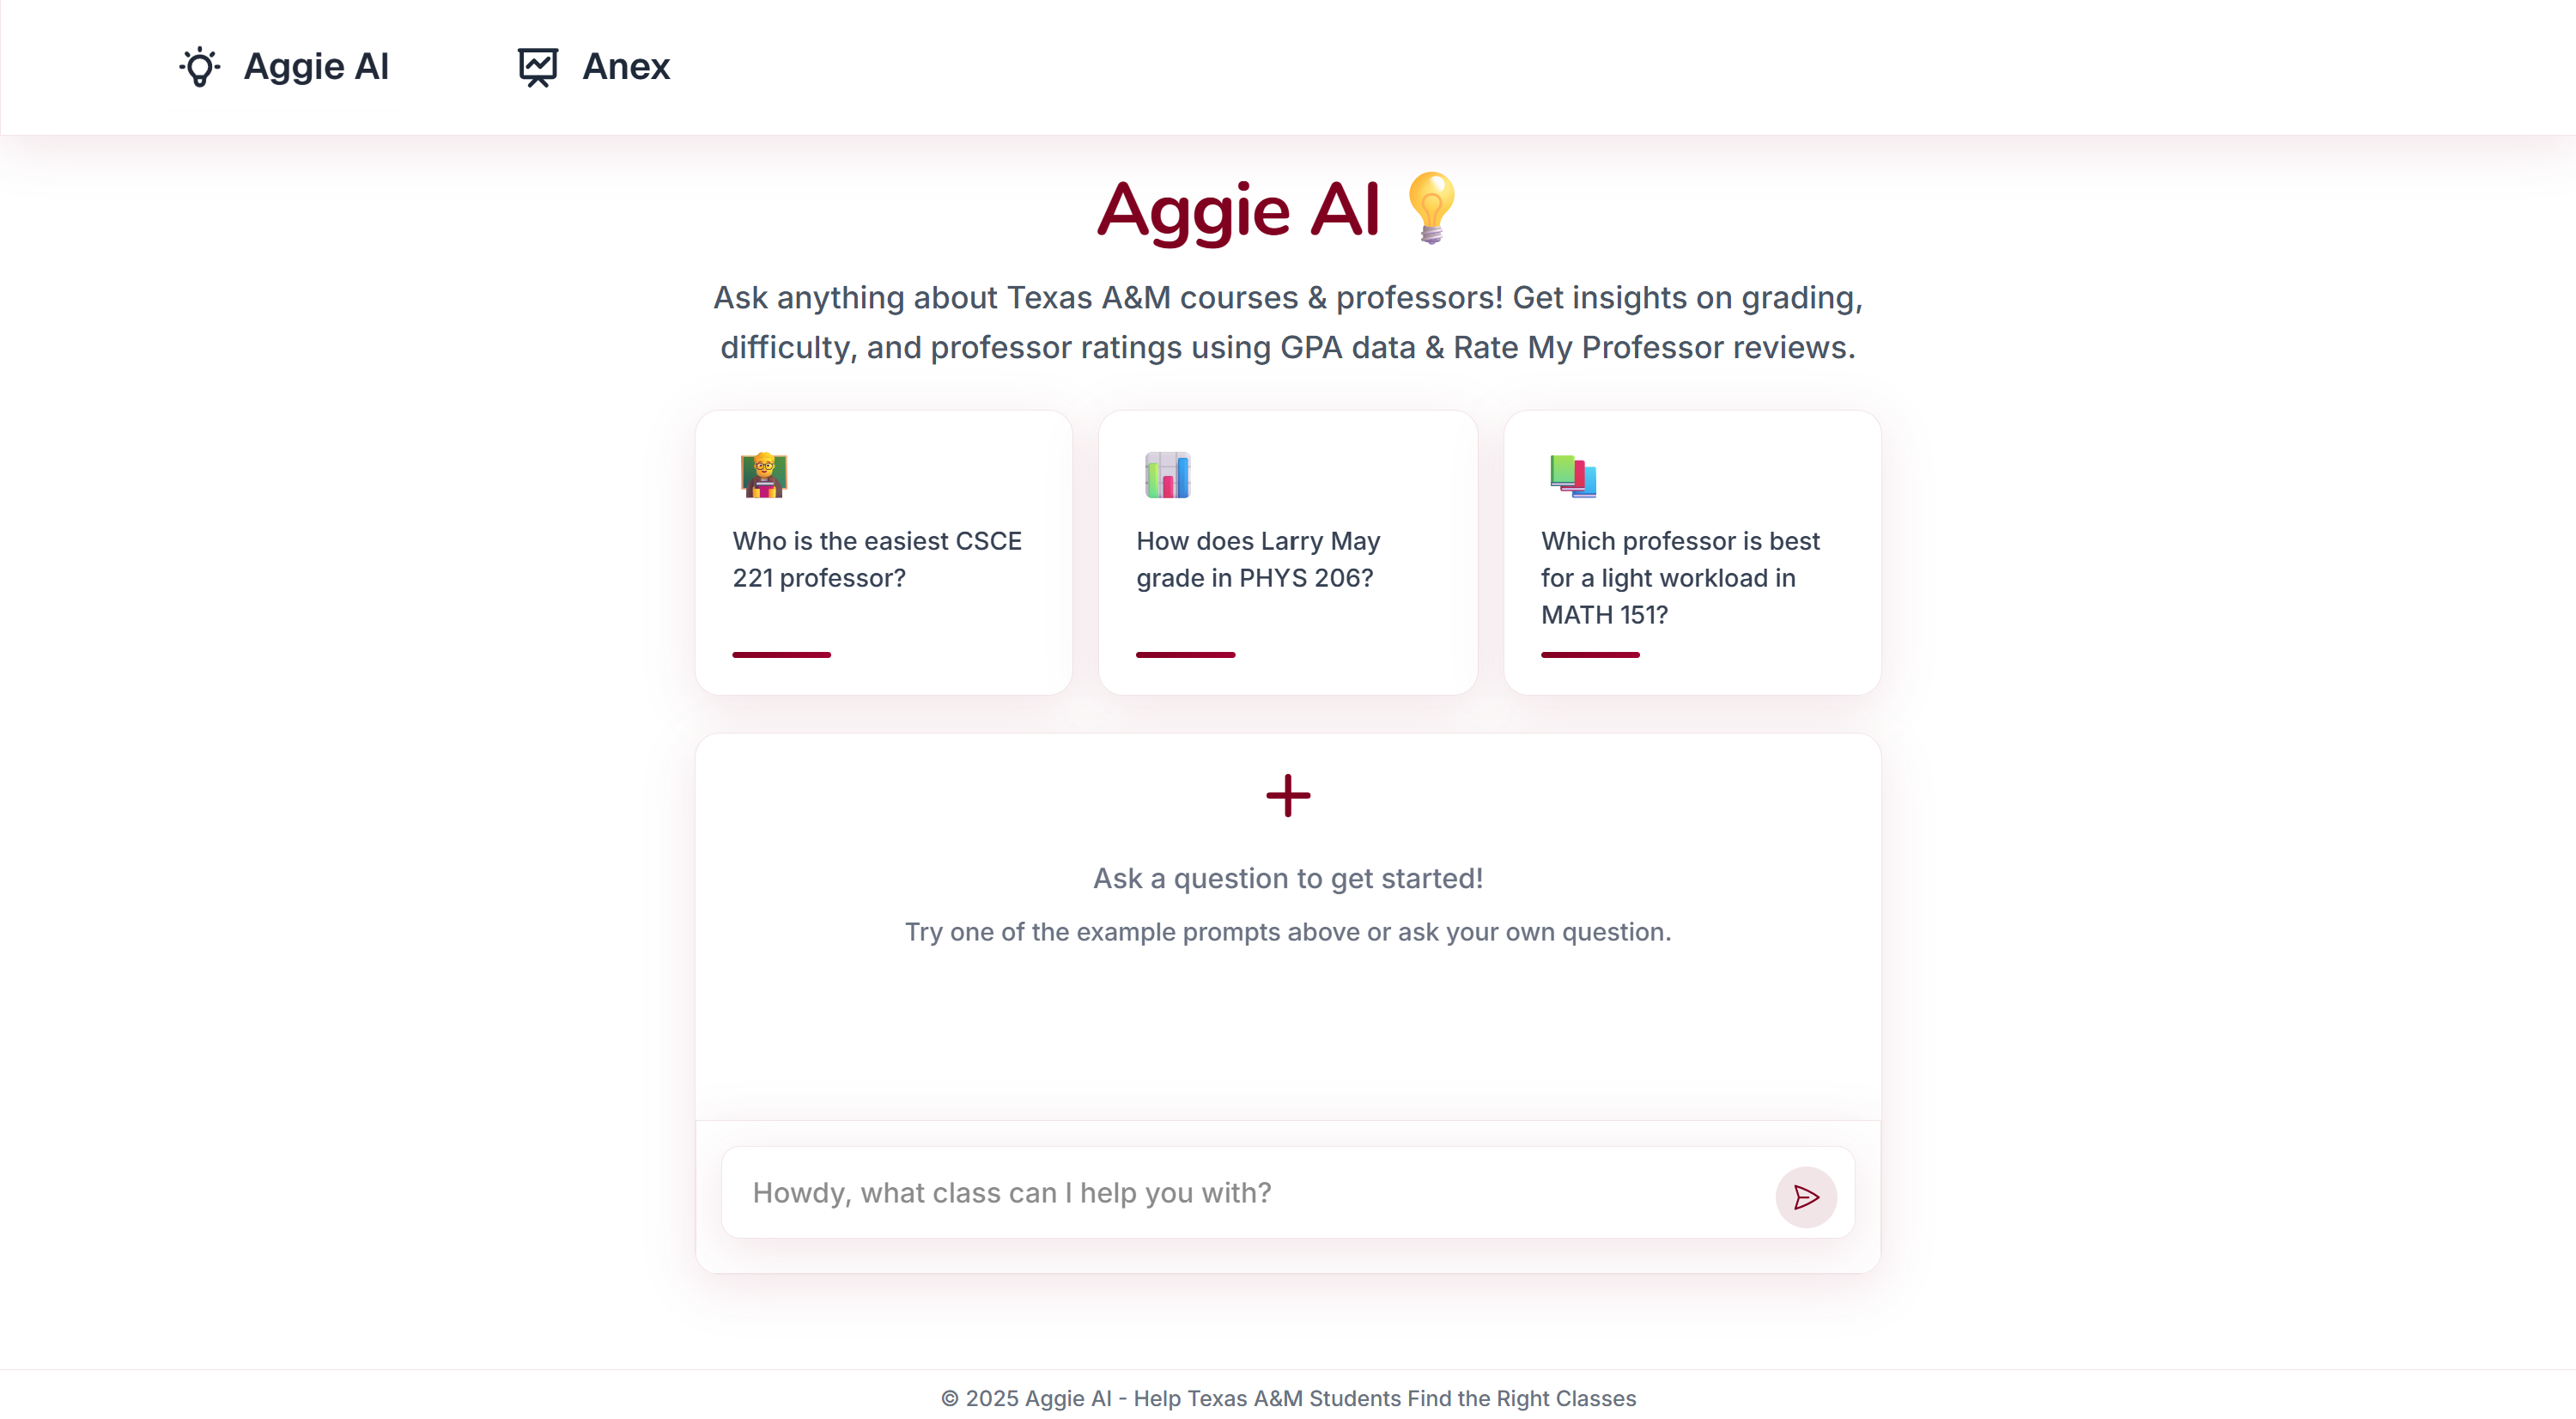 Aggie AI
Anex
Aggie AI
Ask anything about Texas A&M courses & professors! Get insights on grading,
difficulty, and professor ratings using GPA data & Rate My Professor reviews.
Who is the easiest CSCE
221 professor?
How does Larry May
grade in PHYS 206?
Which professor is best
for a light workload in
MATH 151?
Ask a question to get started!
Try one of the example prompts above or ask your own question.
Howdy, what class can I help you with?
© 2025 Aggie AI - Help Texas A&M Students Find the Right Classes